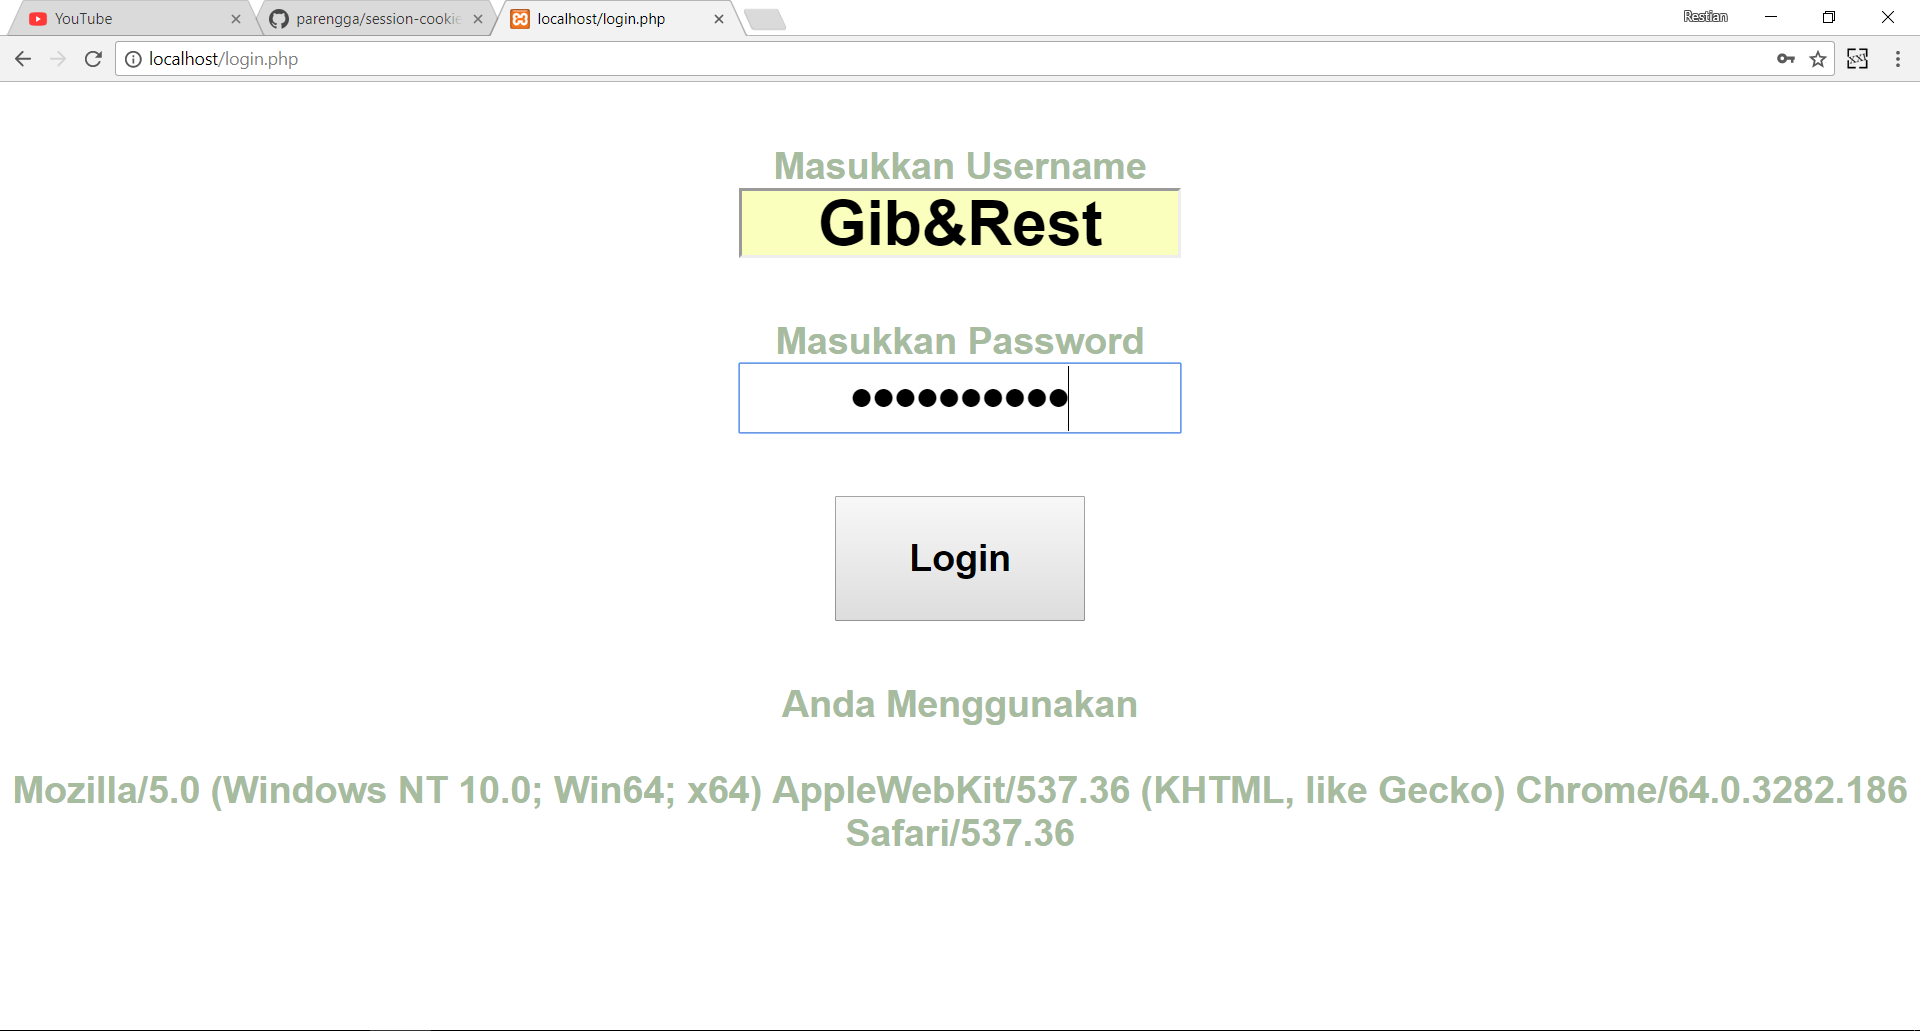 YouTube
parengga/session-cookie
localhost/login.php
Restian
localhost/login.php
Masukkan Username
Gib&Rest
Masukkan Password
●●●●●●●●●●
Login
Anda Menggunakan
Mozilla/5.0 (Windows NT 10.0; Win64; x64) AppleWebKit/537.36 (KHTML, like Gecko) Chrome/64.0.3282.186
Safari/537.36